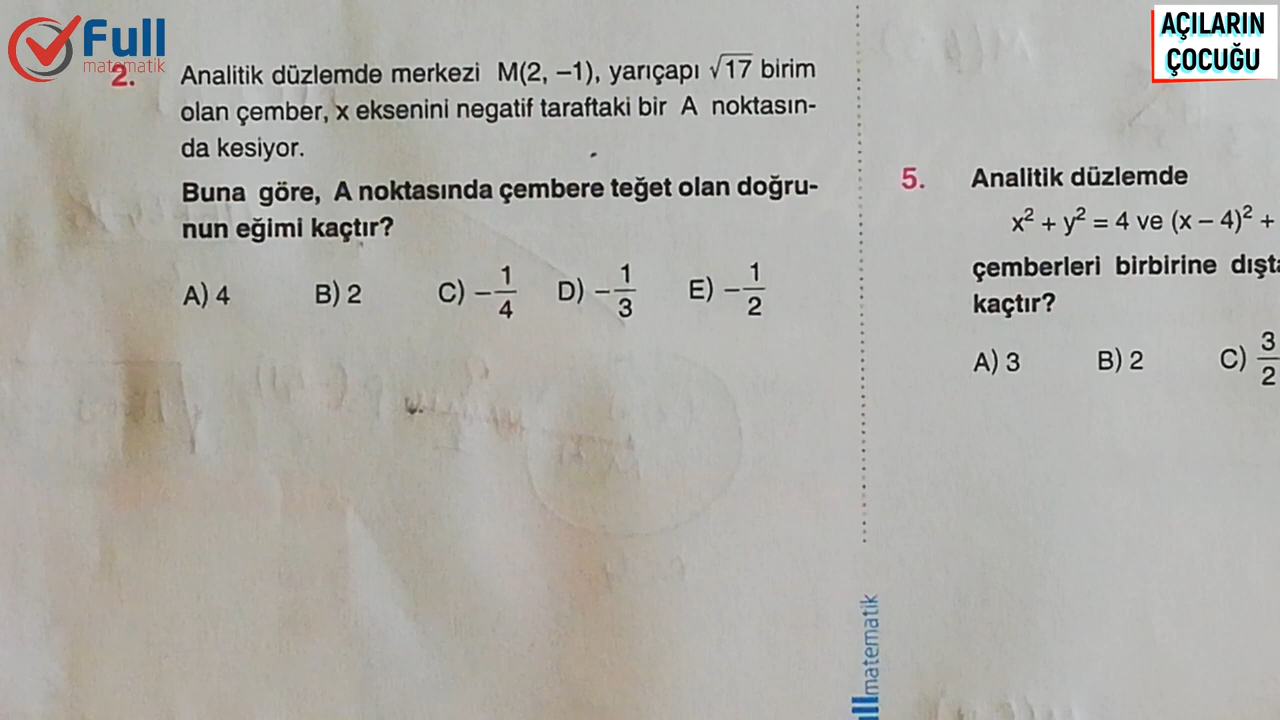 Full
matematik
AÇILARIN
ÇOCUĞU
2. Analitik düzlemde merkezi M(2, –1), yarıçapı √17 birim
olan çember, x eksenini negatif taraftaki bir A noktasın-
da kesiyor.
Buna göre, A noktasında çembere teğet olan doğru-
nun eğimi kaçtır?
A) 4 B) 2 C) –1/4 D) –1/3 E) –1/2
5. Analitik düzlemde
x² + y² = 4 ve (x – 4)² +
çemberleri birbirine dışta
kaçtır?
A) 3 B) 2 C) 3/2
ll matematik